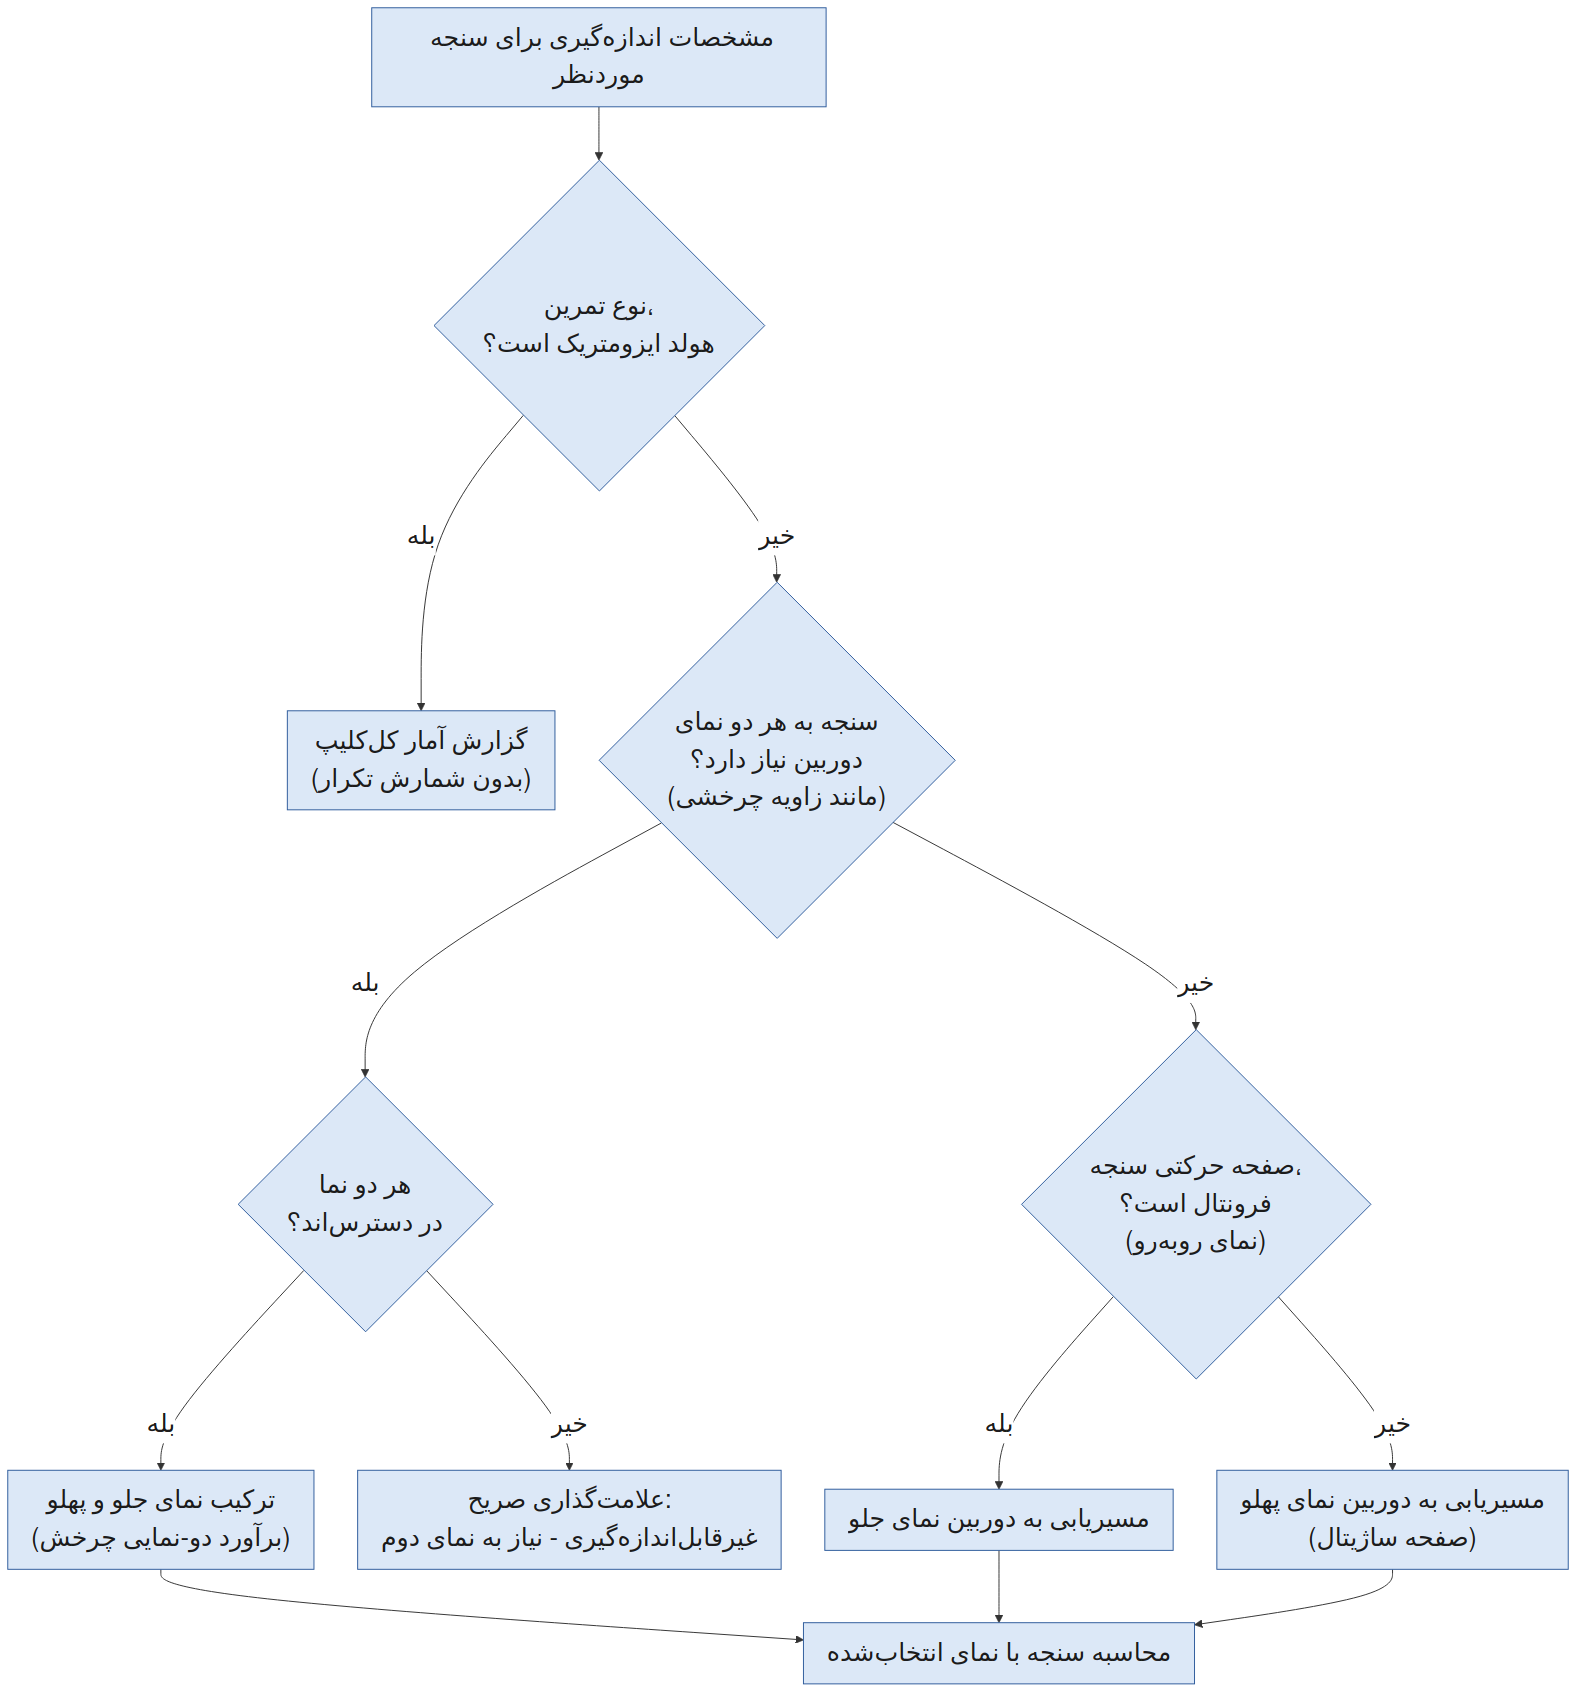 مشخصات اندازه‌گیری برای سنجه
موردنظر
نوع تمرین،
هولد ایزومتریک است؟
بله
خیر
گزارش آمار کل‌کلیپ
(بدون شمارش تکرار)
سنجه به هر دو نمای
دوربین نیاز دارد؟
(مانند زاویه چرخشی)
بله
خیر
هر دو نما
در دسترس‌اند؟
صفحه حرکتی سنجه،
فرونتال است؟
(نمای روبه‌رو)
بله
خیر
بله
خیر
ترکیب نمای جلو و پهلو
(برآورد دو-نمایی چرخش)
علامت‌گذاری صریح:
غیرقابل‌اندازه‌گیری - نیاز به نمای دوم
مسیریابی به دوربین نمای جلو
مسیریابی به دوربین نمای پهلو
(صفحه ساژیتال)
محاسبه سنجه با نمای انتخاب‌شده